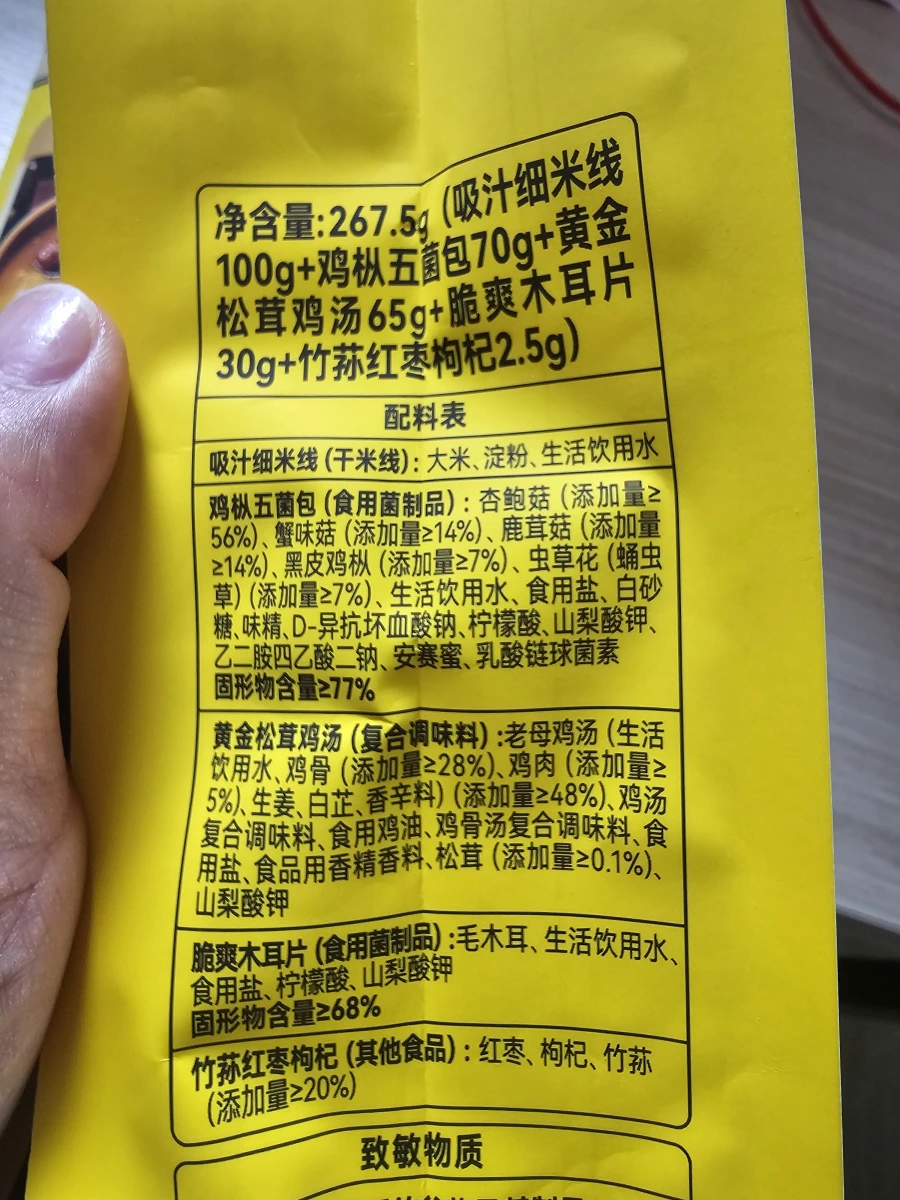 净含量:267.5g (吸汁细米线
100g+鸡枞五菌包70g+黄金
松茸鸡汤65g+脆爽木耳片
30g+竹荪红枣枸杞2.5g)
配料表
吸汁细米线 (干米线) : 大米、淀粉、生活饮用水
鸡枞五菌包 (食用菌制品) : 杏鲍菇 (添加量≥
56%)、蟹味菇 (添加量≥14%)、鹿茸菇 (添加量
≥14%)、黑皮鸡枞 (添加量≥7%)、虫草花 (蛹虫
草) (添加量≥7%)、生活饮用水、食用盐、白砂
糖、味精、D-异抗坏血酸钠、柠檬酸、山梨酸钾、
乙二胺四乙酸二钠、安赛蜜、乳酸链球菌素
固形物含量≥77%
黄金松茸鸡汤 (复合调味料) :老母鸡汤 (生活
饮用水、鸡骨 (添加量≥28%)、鸡肉 (添加量≥
5%)、生姜、白芷、香辛料) (添加量≥48%)、鸡汤
复合调味料、食用鸡油、鸡骨汤复合调味料、食
用盐、食品用香精香料、松茸 (添加量≥0.1%)、
山梨酸钾
脆爽木耳片 (食用菌制品) :毛木耳、生活饮用水、
食用盐、柠檬酸、山梨酸钾
固形物含量≥68%
竹荪红枣枸杞 (其他食品) : 红枣、枸杞、竹荪
(添加量≥20%)
致敏物质